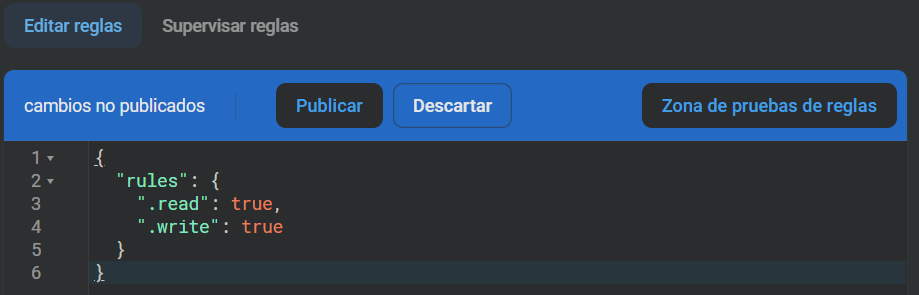 Editar reglas Supervisar reglas
cambios no publicados Publicar Descartar Zona de pruebas de reglas
1 {
2 "rules": {
3 ".read": true,
4 ".write": true
5 }
6 }